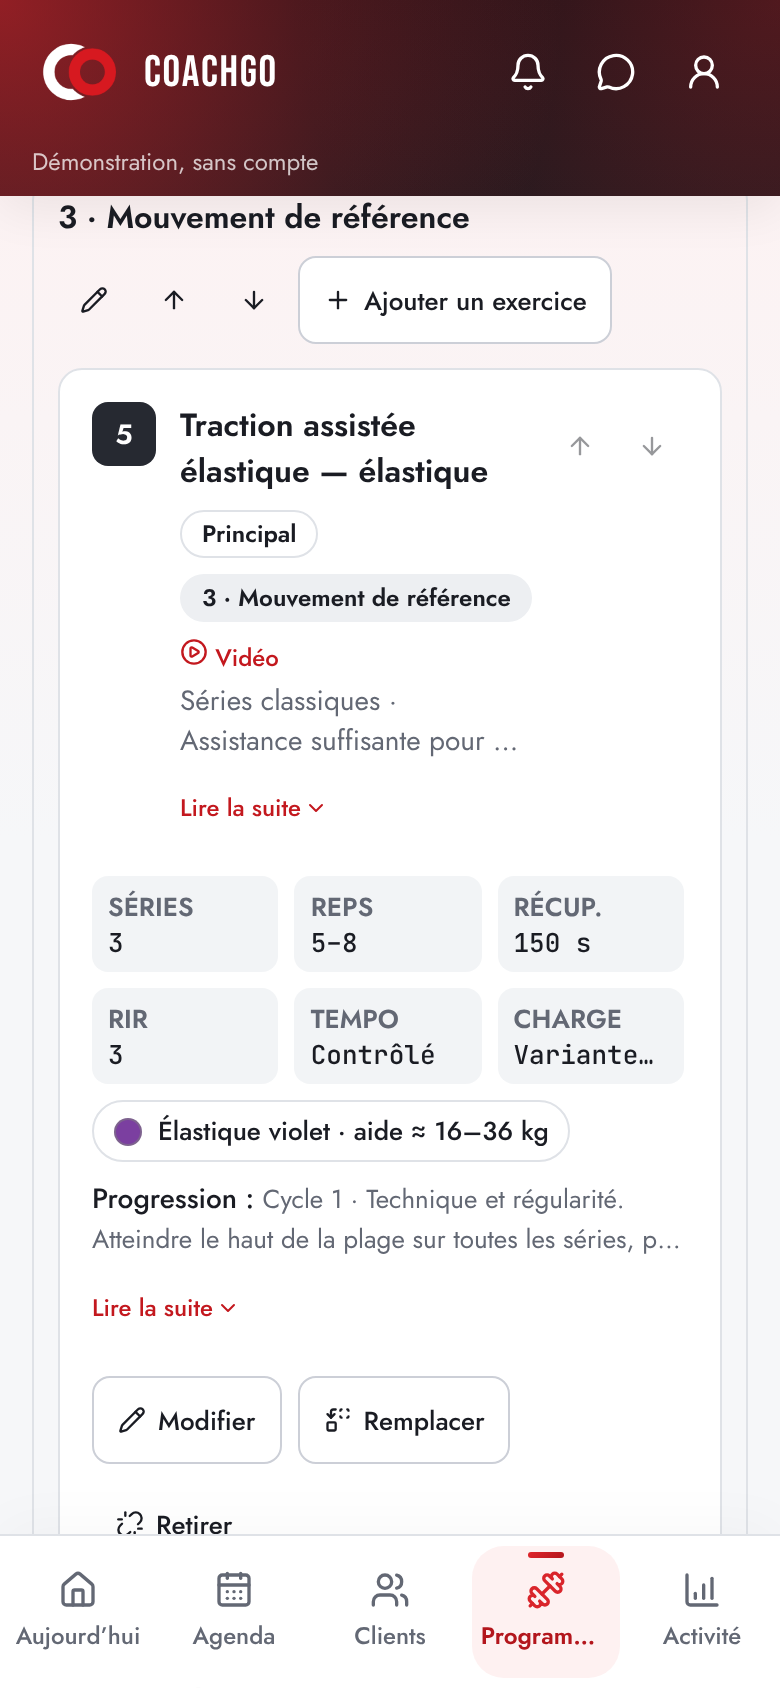 COACHGO
Démonstration, sans compte
3 · Mouvement de référence
Ajouter un exercice
5
Traction assistée
élastique — élastique
Principal
3 · Mouvement de référence
Vidéo
Séries classiques ·
Assistance suffisante pour ...
Lire la suite
SÉRIES REPS RÉCUP.
3 5–8 150 s
RIR TEMPO CHARGE
3 Contrôlé Variante…
Élastique violet · aide ≈ 16–36 kg
Progression : Cycle 1 · Technique et régularité.
Atteindre le haut de la plage sur toutes les séries, p...
Lire la suite
Modifier Remplacer
Retirer
Aujourd’hui Agenda Clients Program... Activité